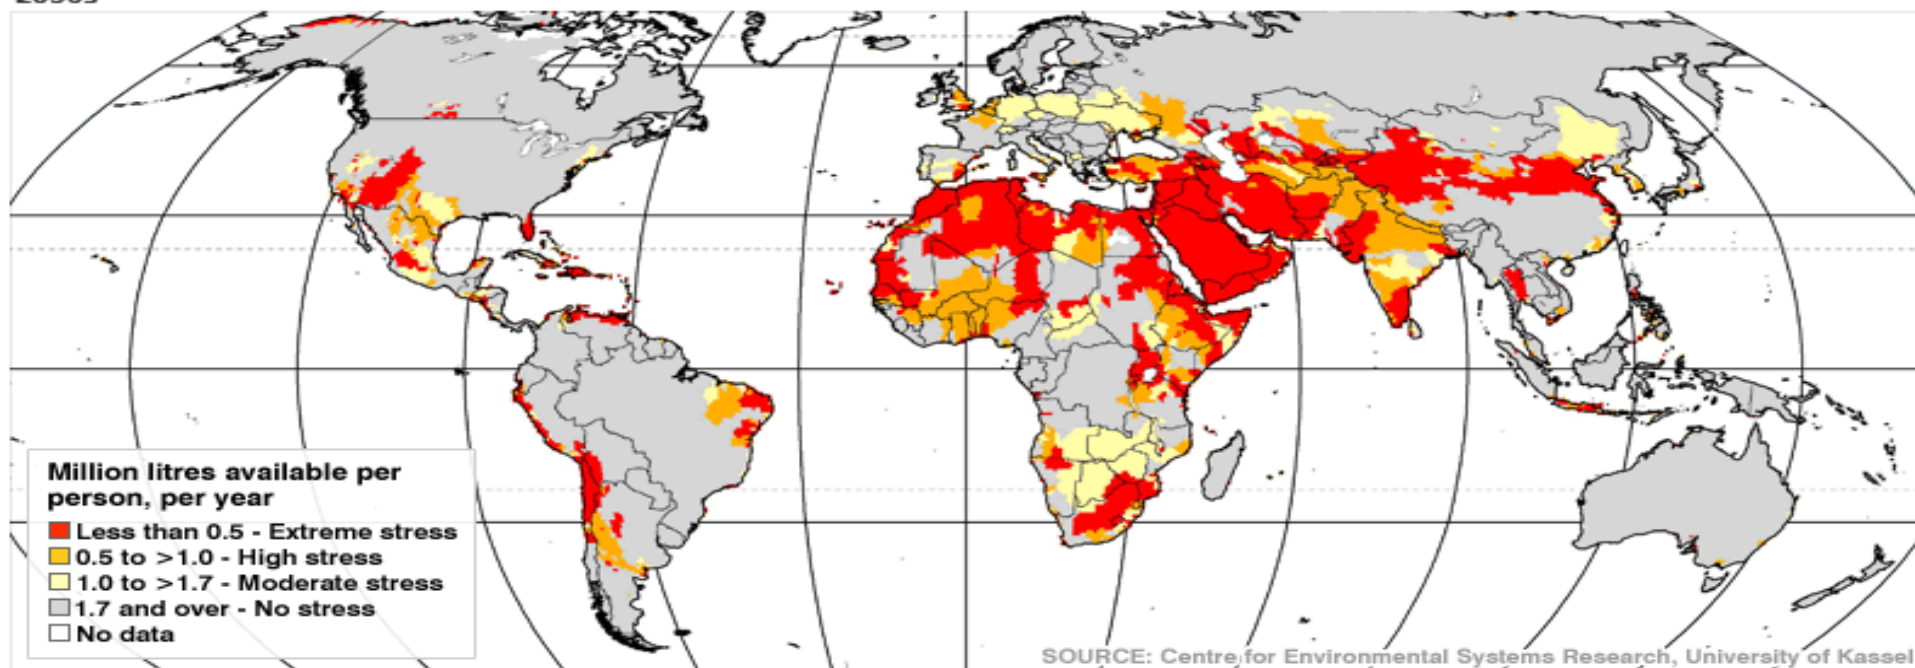 Million litres available per
person, per year
Less than 0.5 - Extreme stress
0.5 to >1.0 - High stress
1.0 to >1.7 - Moderate stress
1.7 and over - No stress
No data
SOURCE: Centre for Environmental Systems Research, University of Kassel